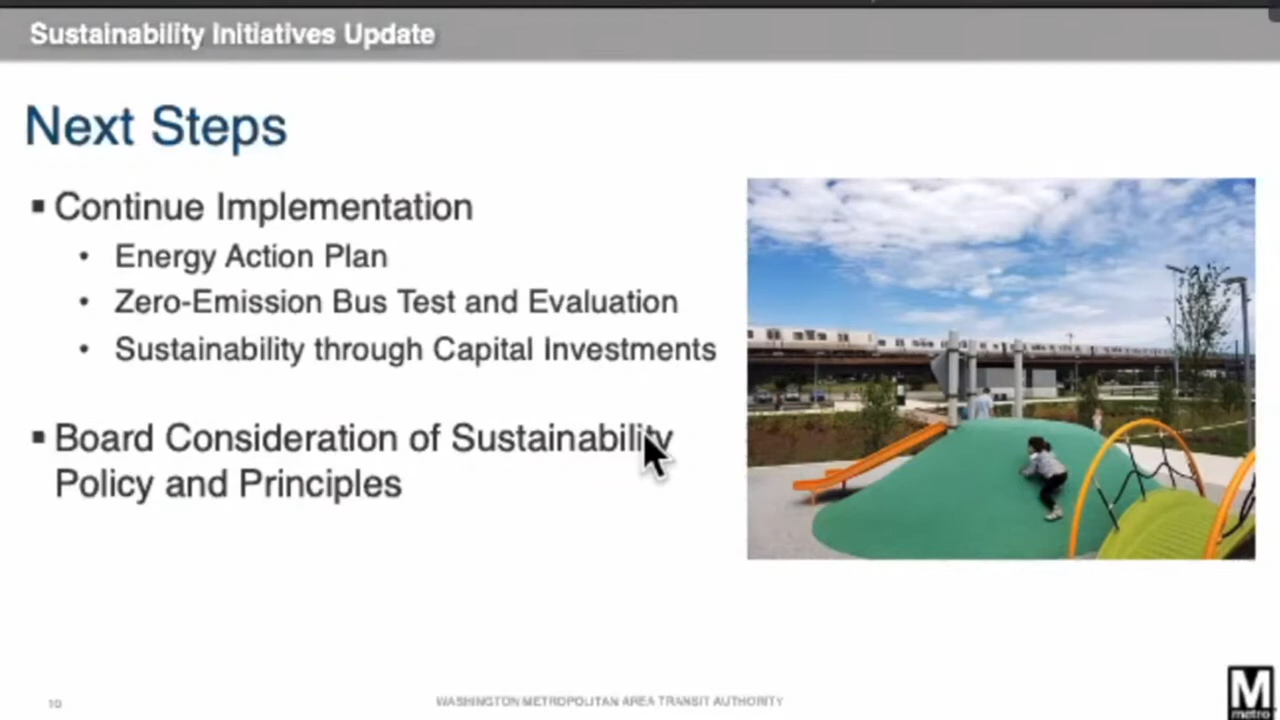 Sustainability Initiatives Update
Next Steps
▪ Continue Implementation
• Energy Action Plan
• Zero-Emission Bus Test and Evaluation
• Sustainability through Capital Investments
▪ Board Consideration of Sustainability
Policy and Principles
10
WASHINGTON METROPOLITAN AREA TRANSIT AUTHORITY
M
metro